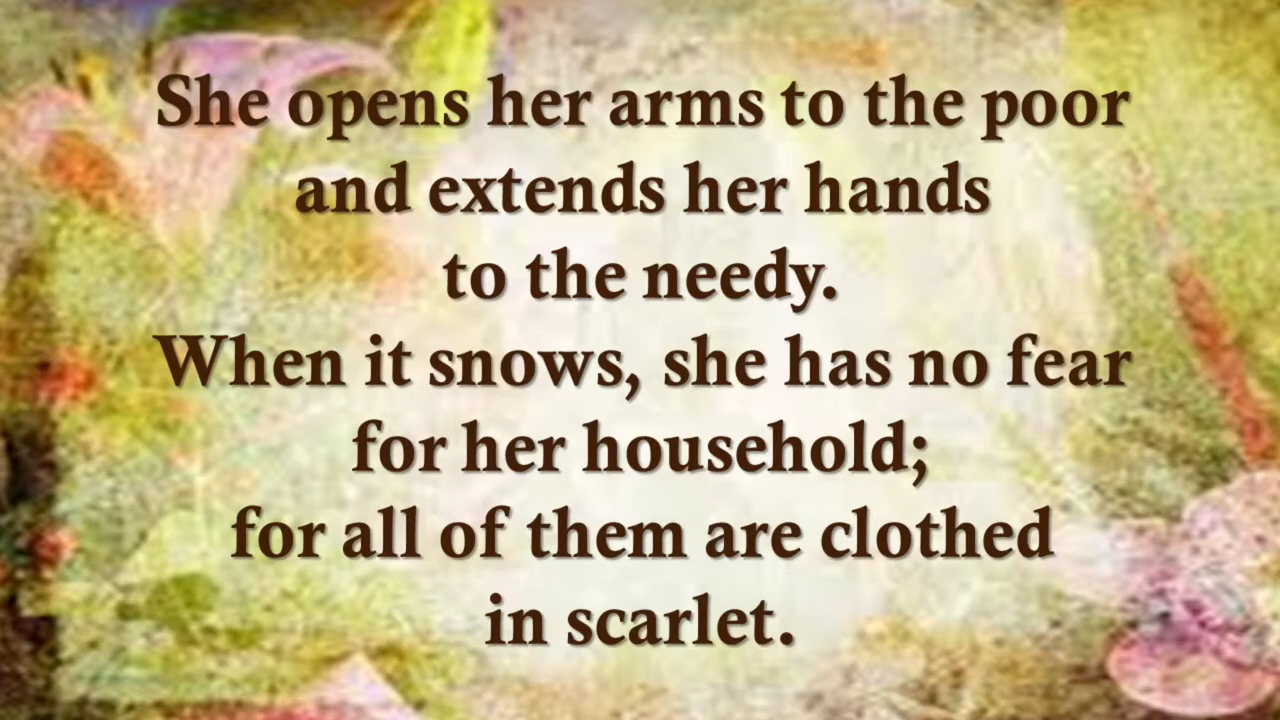 She opens her arms to the poor
and extends her hands
to the needy.
When it snows, she has no fear
for her household;
for all of them are clothed
in scarlet.